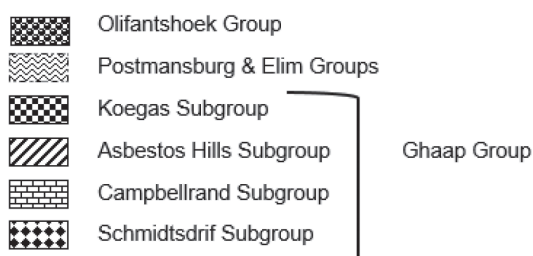 Olifantshoek Group
Postmansburg & Elim Groups
Koegas Subgroup
Asbestos Hills Subgroup Ghaap Group
Campbellrand Subgroup
Schmidtsdrif Subgroup